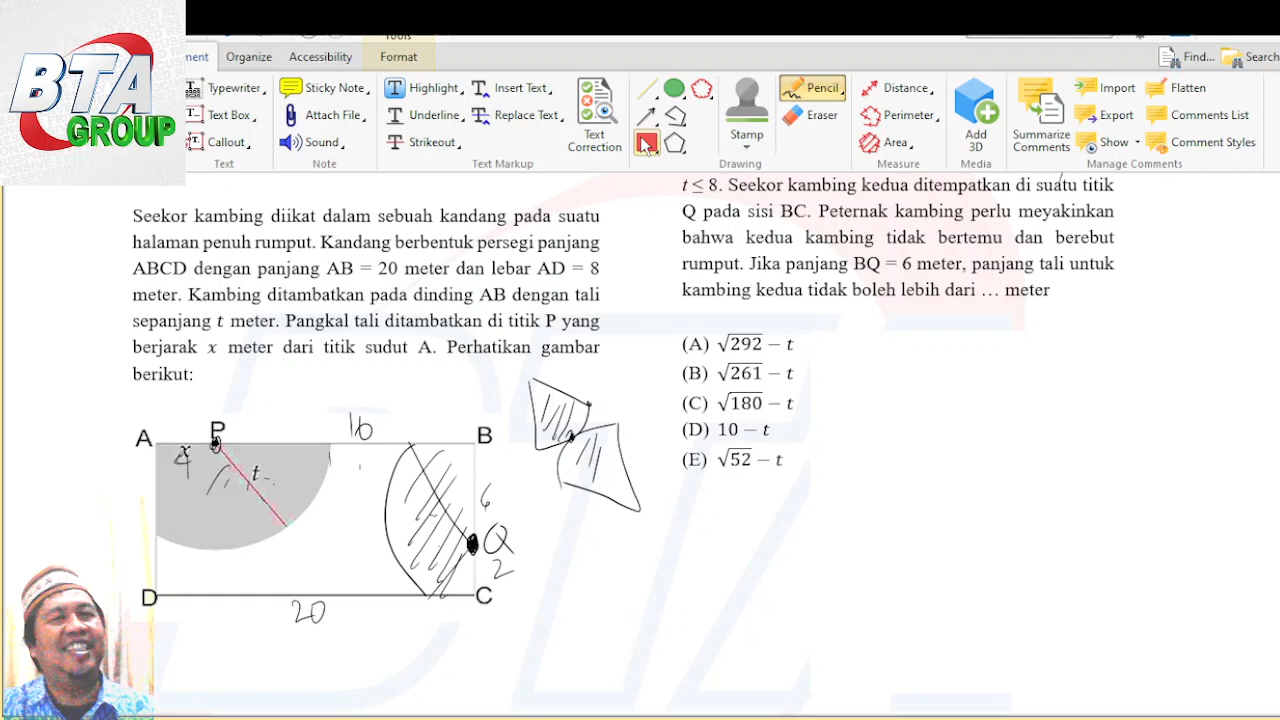 BTA
GROUP
Tools
ment Organize Accessibility Format
Find... Search
Typewriter Sticky Note Highlight Insert Text Pencil Distance Import Flatten
Text Box Attach File Underline Replace Text Eraser Perimeter Export Comments List
Callout Sound Strikeout Text Correction Stamp Area Add 3D Summarize Comments Show Comment Styles
Text Note Text Markup Drawing Measure Media Manage Comments
Seekor kambing diikat dalam sebuah kandang pada suatu
halaman penuh rumput. Kandang berbentuk persegi panjang
ABCD dengan panjang AB = 20 meter dan lebar AD = 8
meter. Kambing ditambatkan pada dinding AB dengan tali
sepanjang t meter. Pangkal tali ditambatkan di titik P yang
berjarak x meter dari titik sudut A. Perhatikan gambar
berikut:
A P 16 B
x
4 t
6
Q
2
D C
20
t ≤ 8. Seekor kambing kedua ditempatkan di suatu titik
Q pada sisi BC. Peternak kambing perlu meyakinkan
bahwa kedua kambing tidak bertemu dan berebut
rumput. Jika panjang BQ = 6 meter, panjang tali untuk
kambing kedua tidak boleh lebih dari … meter
(A) √292 − t
(B) √261 − t
(C) √180 − t
(D) 10 − t
(E) √52 − t